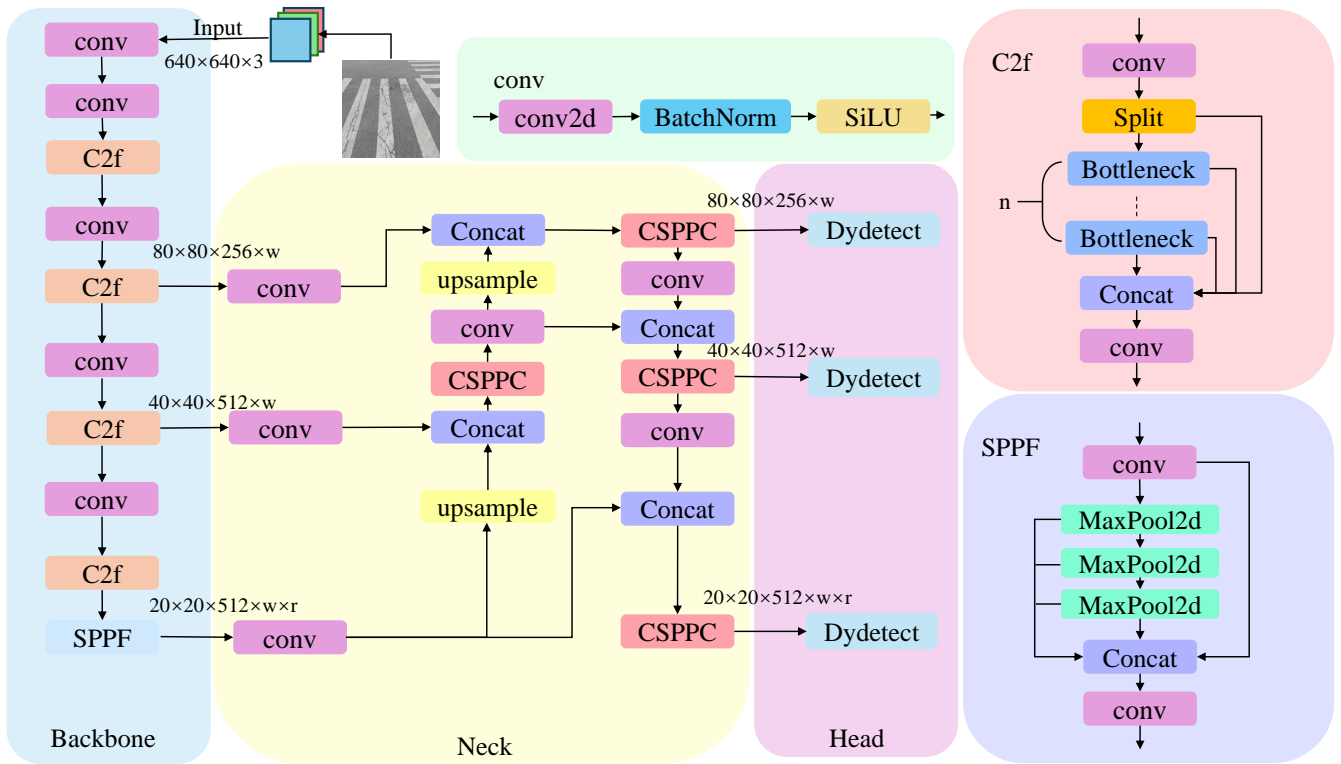 conv
Input
640×640×3
conv
C2f
conv
80×80×256×w
C2f
conv
40×40×512×w
C2f
conv
C2f
20×20×512×w×r
SPPF
Backbone
conv
conv2d
BatchNorm
SiLU
conv
conv
conv
Concat
upsample
conv
CSPPC
Concat
upsample
CSPPC
conv
Concat
CSPPC
conv
Concat
CSPPC
Neck
80×80×256×w
Dydetect
40×40×512×w
Dydetect
20×20×512×w×r
Dydetect
Head
C2f
conv
Split
Bottleneck
n
Bottleneck
Concat
conv
SPPF
conv
MaxPool2d
MaxPool2d
MaxPool2d
Concat
conv